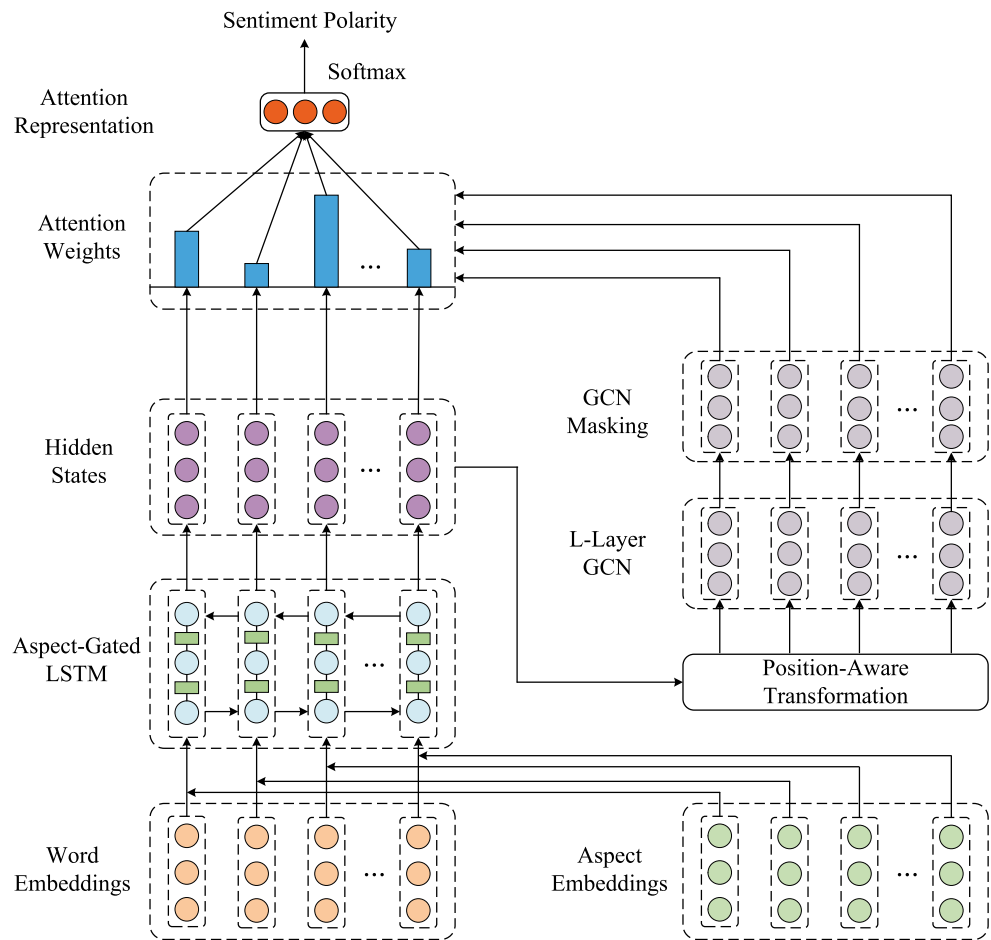 Sentiment Polarity
Softmax
Attention
Representation
Attention
Weights
...
GCN
Masking
...
Hidden
States
...
L-Layer
GCN
...
Aspect-Gated
LSTM
...
Position-Aware
Transformation
Word
Embeddings
...
Aspect
Embeddings
...